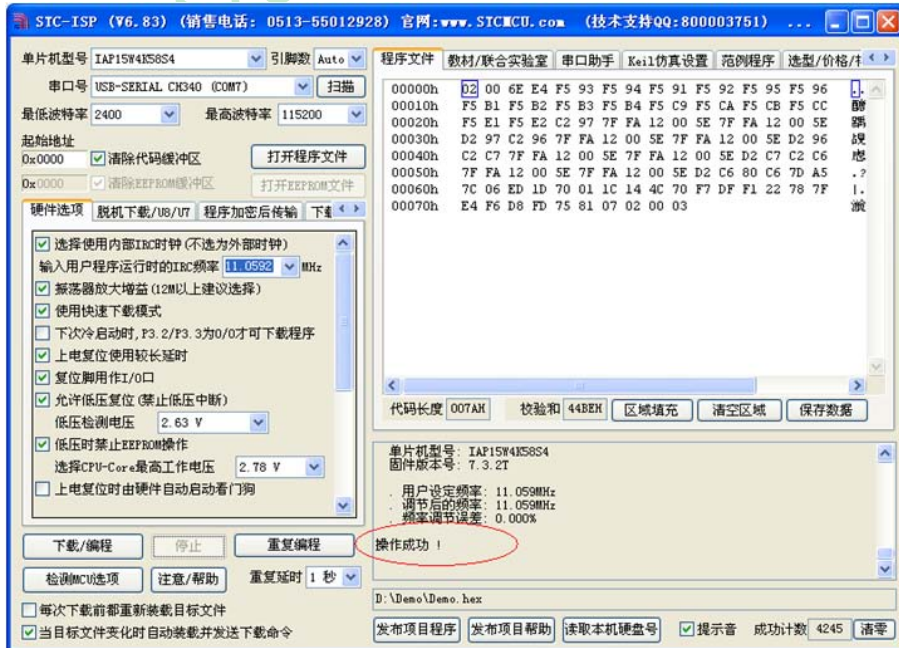 STC-ISP (V6.83) (销售电话: 0513-55012928) 官网:www.STCMCU.com (技术支持QQ:800003751) ...
单片机型号 IAP15W4K58S4 引脚数 Auto
串口号 USB-SERIAL CH340 (COM7) 扫描
最低波特率 2400 最高波特率 115200
起始地址
0x0000 清除代码缓冲区 打开程序文件
0x0000 清除EEPROM缓冲区 打开EEPROM文件
硬件选项 脱机下载/U8/U7 程序加密后传输
选择使用内部IRC时钟(不选为外部时钟)
输入用户程序运行时的IRC频率 11.0592 MHz
振荡器放大增益(12M以上建议选择)
使用快速下载模式
下次冷启动时,P3.2/P3.3为0/0才可下载程序
上电复位使用较长延时
复位脚用作I/O口
允许低压复位(禁止低压中断)
低压检测电压 2.63 V
低压时禁止EEPROM操作
选择CPU-Core最高工作电压 2.78 V
上电复位时由硬件自动启动看门狗
下载/编程 停止 重复编程
检测MCU选项 注意/帮助 重复延时 1 秒
每次下载前都重新装载目标文件
当目标文件变化时自动装载并发送下载命令
程序文件 教材/联合实验室 串口助手 Keil仿真设置 范例程序 选型/价格/
00000h 02 00 6E E4 F5 93 F5 94 F5 91 F5 92 F5 95 F5 96
00010h F5 B1 F5 B2 F5 B3 F5 B4 F5 C9 F5 CA F5 CB F5 CC
00020h F5 E1 F5 E2 C2 97 7F FA 12 00 5E 7F FA 12 00 5E
00030h D2 97 C2 96 7F FA 12 00 5E 7F FA 12 00 5E D2 96
00040h C2 C7 7F FA 12 00 5E 7F FA 12 00 5E D2 C7 C2 C6
00050h 7F FA 12 00 5E 7F FA 12 00 5E D2 C6 80 C6 7D A5 .?
00060h 7C 06 ED 1D 70 01 1C 14 4C 70 F7 DF F1 22 78 7F |.
00070h E4 F6 D8 FD 75 81 07 02 00 03
代码长度 007AH 校验和 44BEH 区域填充 清空区域 保存数据
单片机型号: IAP15W4K58S4
固件版本号: 7.3.2T
. 用户设定频率: 11.059MHz
. 调节后的频率: 11.059MHz
. 频率调节误差: 0.000%
操作成功 !
D:\Demo\Demo.hex
发布项目程序 发布项目帮助 读取本机硬盘号 提示音 成功计数 4245 清零